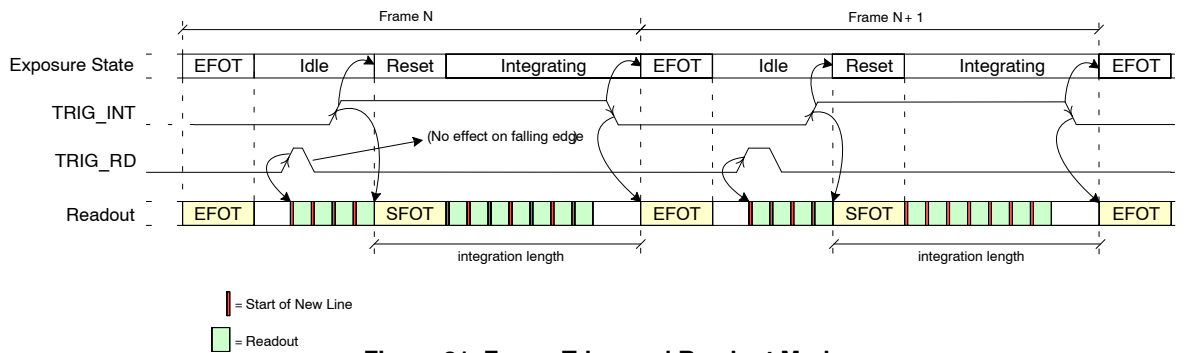 Frame N
Frame N + 1
Exposure State
EFOT
Idle
Reset
Integrating
EFOT
Idle
Reset
Integrating
EFOT
TRIG_INT
(No effect on falling edge)
TRIG_RD
Readout
EFOT
SFOT
EFOT
SFOT
EFOT
integration length
integration length
= Start of New Line
= Readout